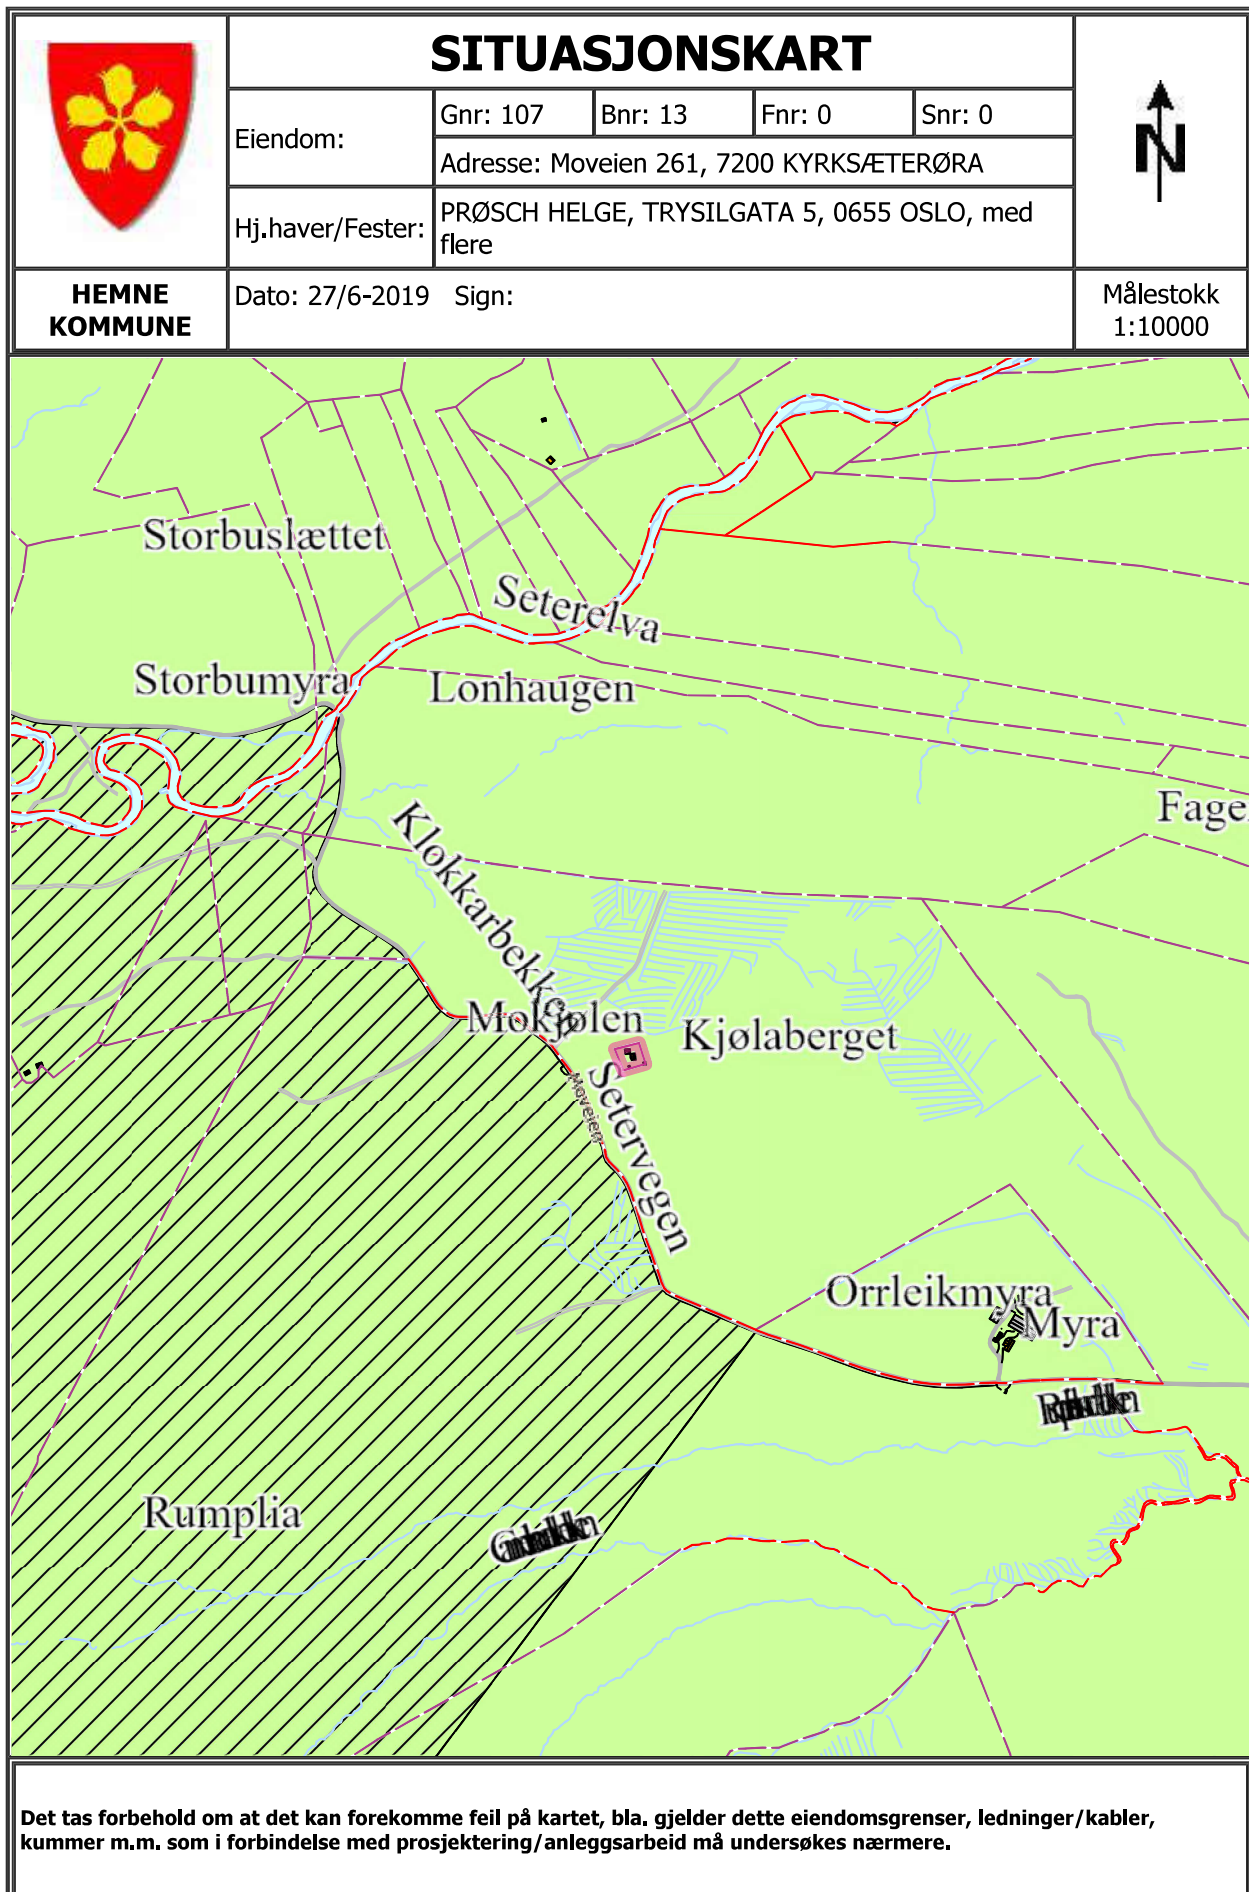 SITUASJONSKART
Eiendom:
Gnr: 107
Bnr: 13
Fnr: 0
Snr: 0
Adresse: Moveien 261, 7200 KYRKSÆTERØRA
Hj.haver/Fester:
PRØSCH HELGE, TRYSILGATA 5, 0655 OSLO, med
flere
N
HEMNE
KOMMUNE
Dato: 27/6-2019 Sign:
Målestokk
1:10000
Storbuslættet
Seterelva
Storbumyra
Lonhaugen
Fage
Klokkarbekken
Mokjølen
Kjølaberget
Moveien
Setervegen
Orrleikmyra
Myra
Rumplia
Det tas forbehold om at det kan forekomme feil på kartet, bla. gjelder dette eiendomsgrenser, ledninger/kabler,
kummer m.m. som i forbindelse med prosjektering/anleggsarbeid må undersøkes nærmere.